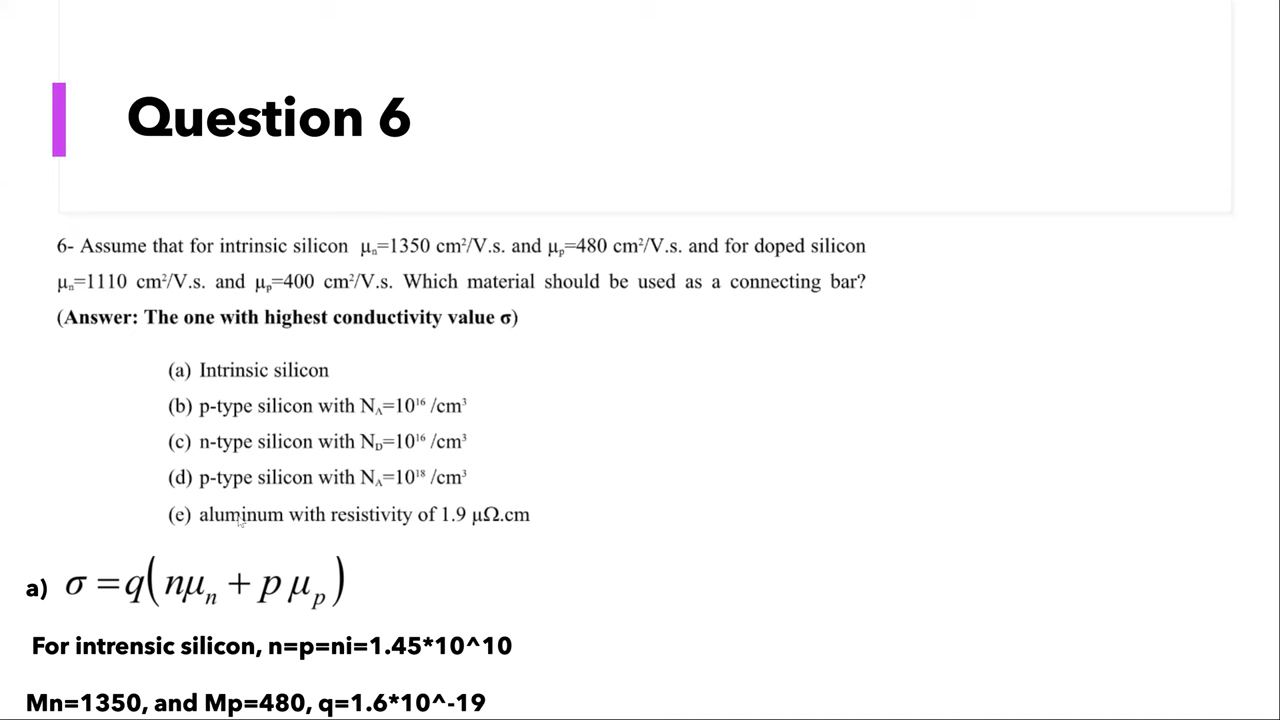 Question 6
6- Assume that for intrinsic silicon μₙ=1350 cm²/V.s. and μₚ=480 cm²/V.s. and for doped silicon
μₙ=1110 cm²/V.s. and μₚ=400 cm²/V.s. Which material should be used as a connecting bar?
(Answer: The one with highest conductivity value σ)
(a) Intrinsic silicon
(b) p-type silicon with N_A=10¹⁶ /cm³
(c) n-type silicon with N_D=10¹⁶ /cm³
(d) p-type silicon with N_A=10¹⁸ /cm³
(e) aluminum with resistivity of 1.9 μΩ.cm
a) σ =q(nμₙ + p μₚ)
For intrensic silicon, n=p=ni=1.45*10^10
Mn=1350, and Mp=480, q=1.6*10^-19